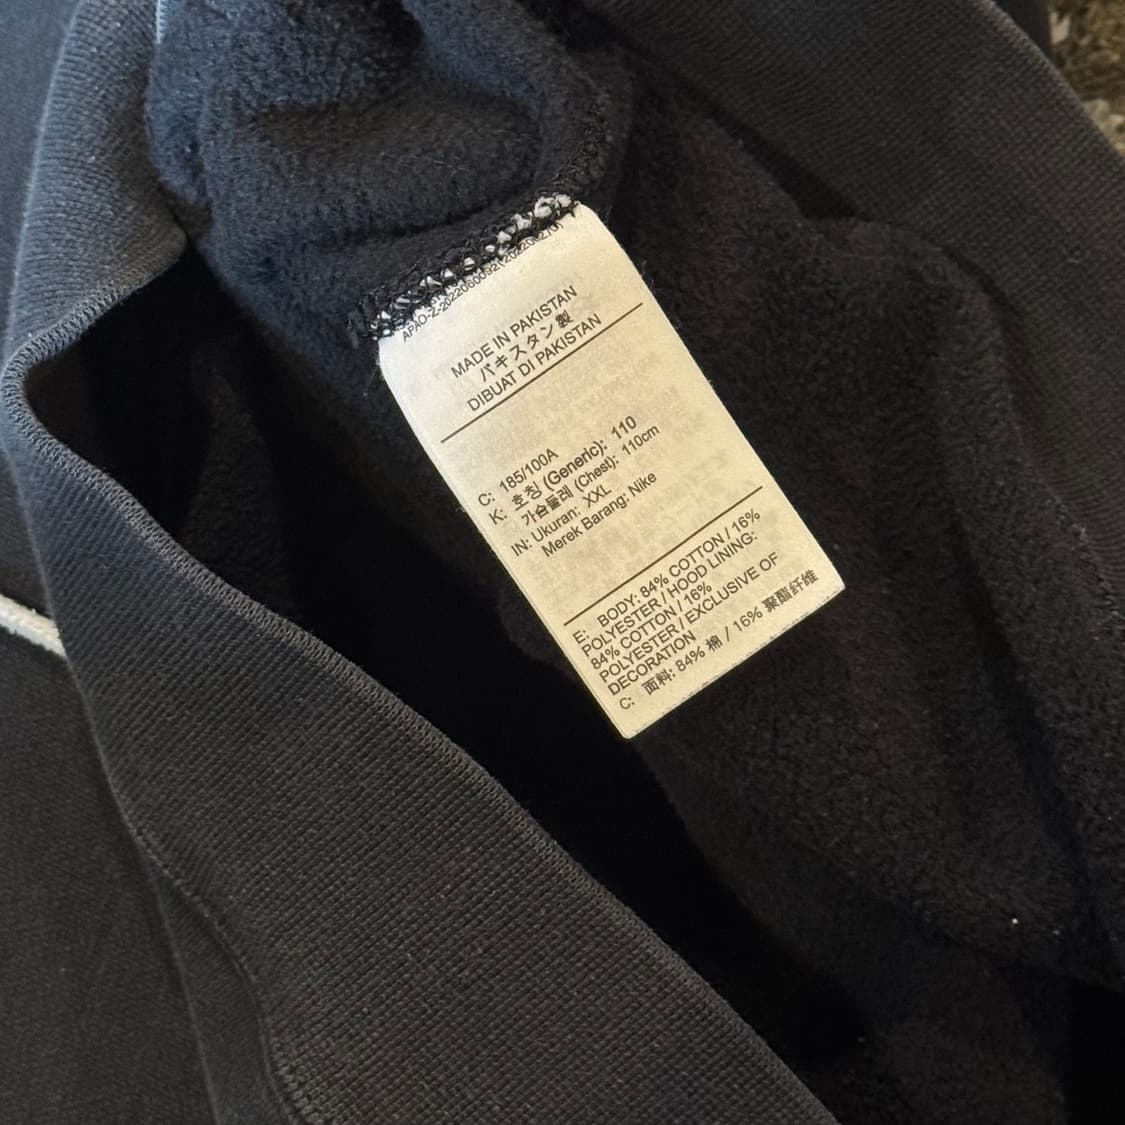 MADE IN PAKISTAN
パキスタン製
DIBUAT DI PAKISTAN
C: 185/100A
K: 호칭 (Generic): 110
가슴둘레 (Chest): 110cm
IN: Ukuran: XXL
Merek Barang: Nike
E: BODY: 84% COTTON / 16%
POLYESTER / HOOD LINING:
84% COTTON / 16%
POLYESTER / EXCLUSIVE OF
DECORATION
C: 面料: 84% 棉 / 16% 聚酯纤维